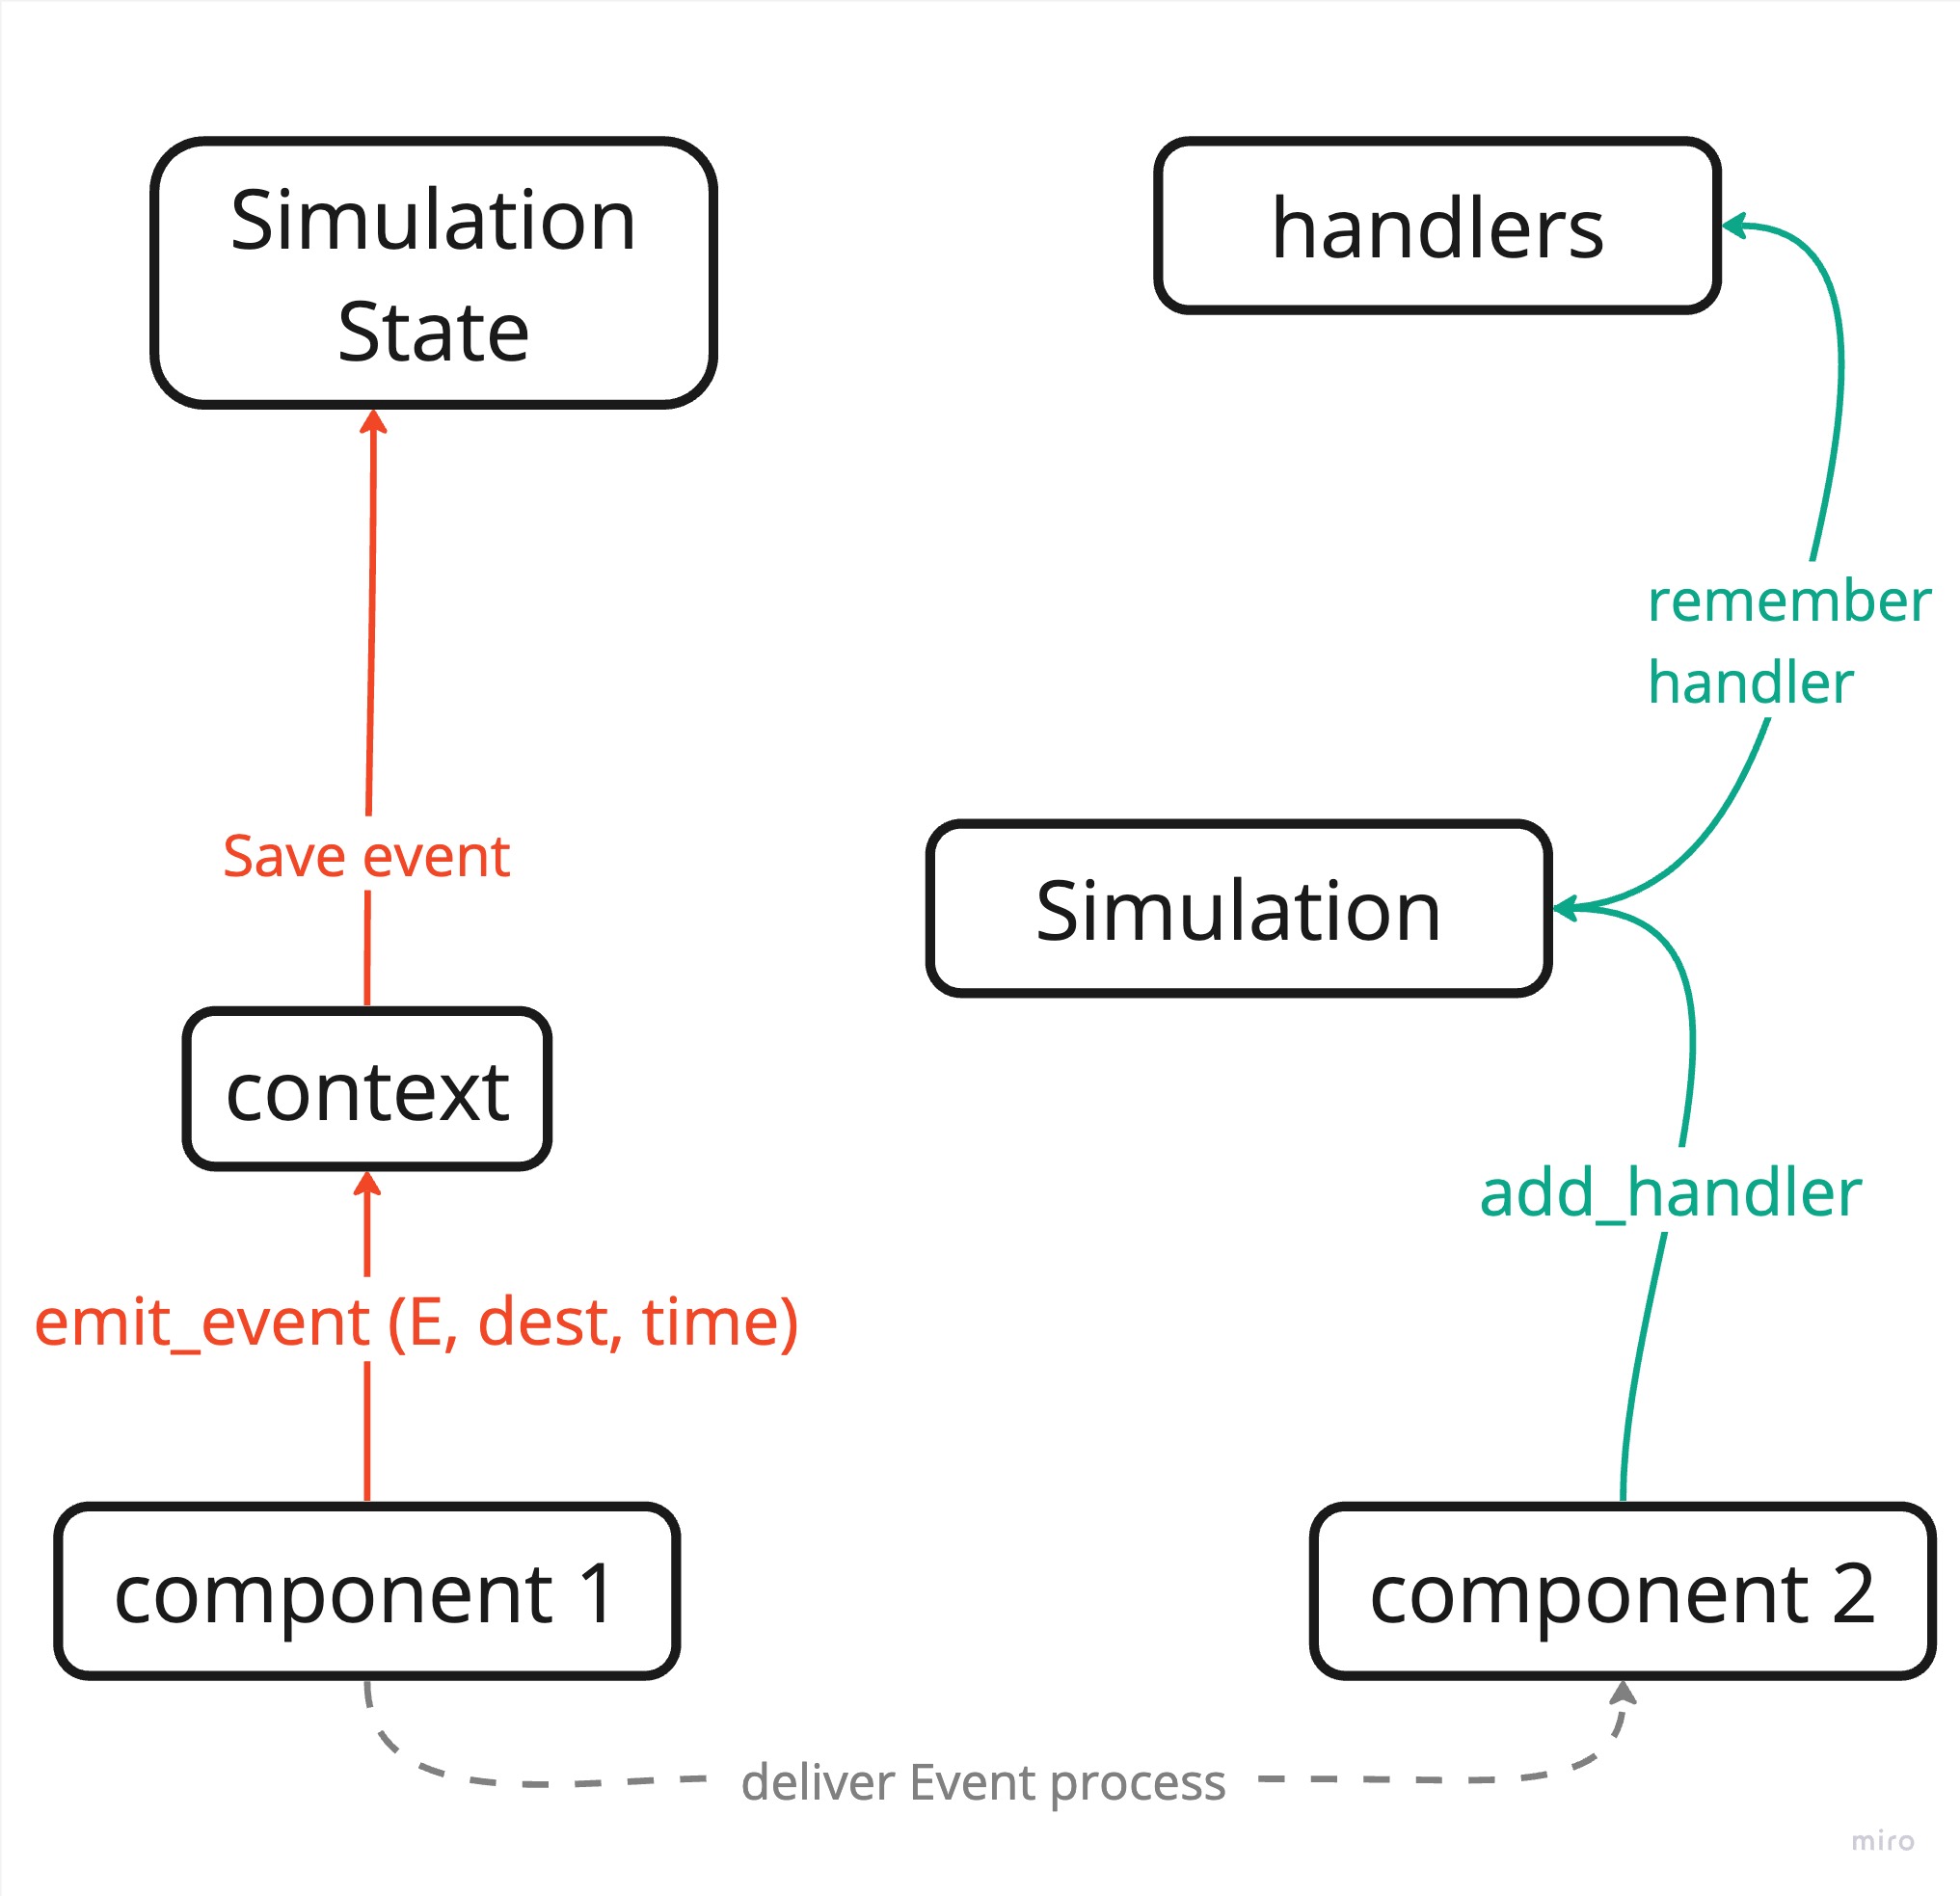 Simulation
State
handlers
remember
handler
Save event
Simulation
context
add_handler
emit_event (E, dest, time)
component 1
component 2
deliver Event process
miro